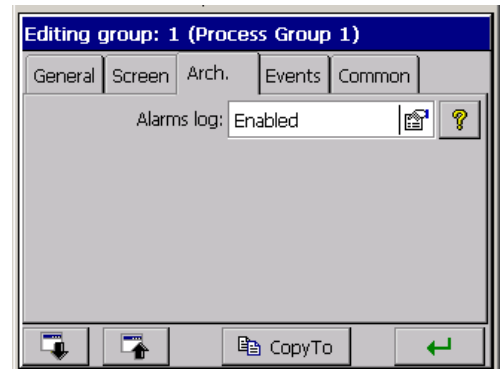 Editing group: 1 (Process Group 1)
General Screen Arch. Events Common
Alarms log: Enabled
CopyTo